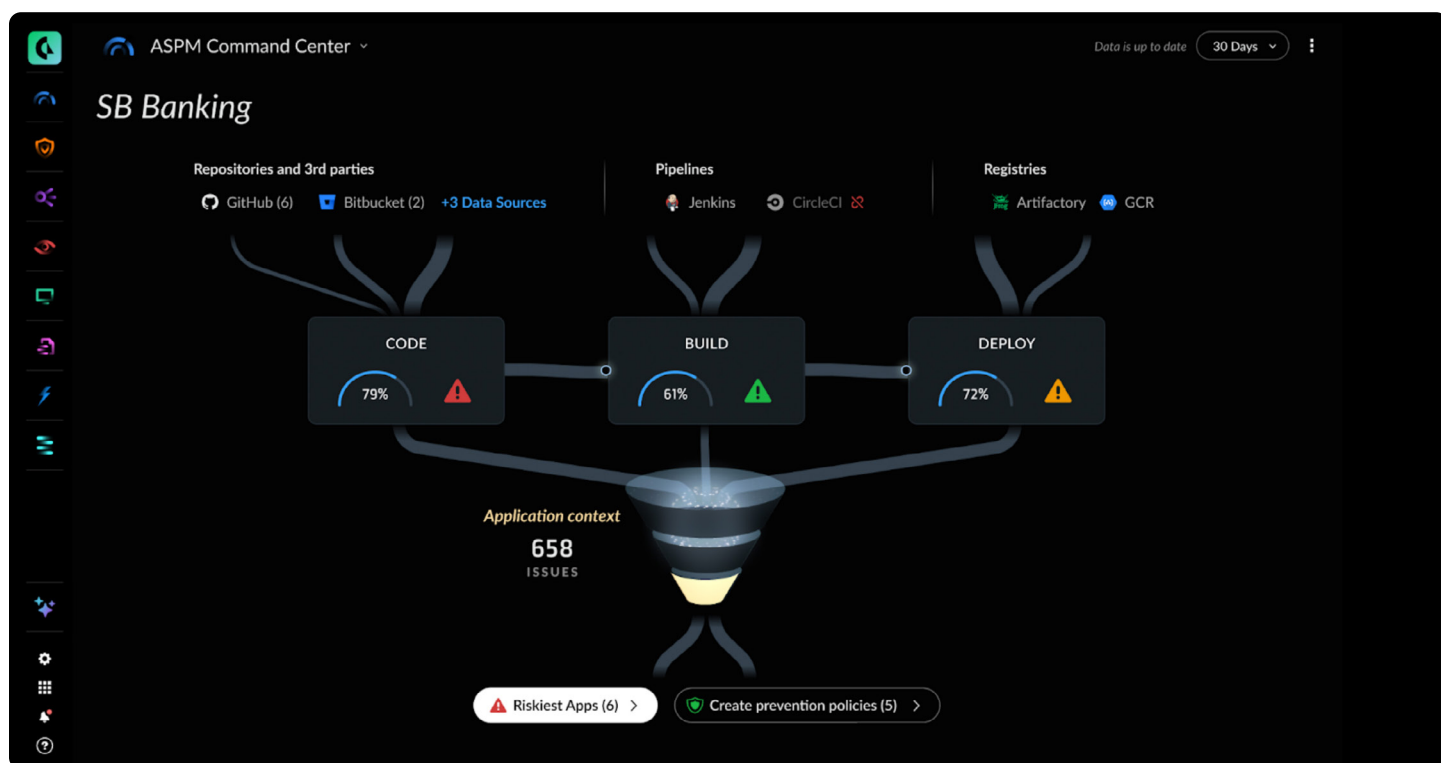 ASPM Command Center
Data is up to date
30 Days
SB Banking
Repositories and 3rd parties
GitHub (6)
Bitbucket (2)
+3 Data Sources
Pipelines
Jenkins
CircleCI
Registries
Artifactory
GCR
CODE
79%
BUILD
61%
DEPLOY
72%
Application context
658
ISSUES
Riskiest Apps (6)
Create prevention policies (5)